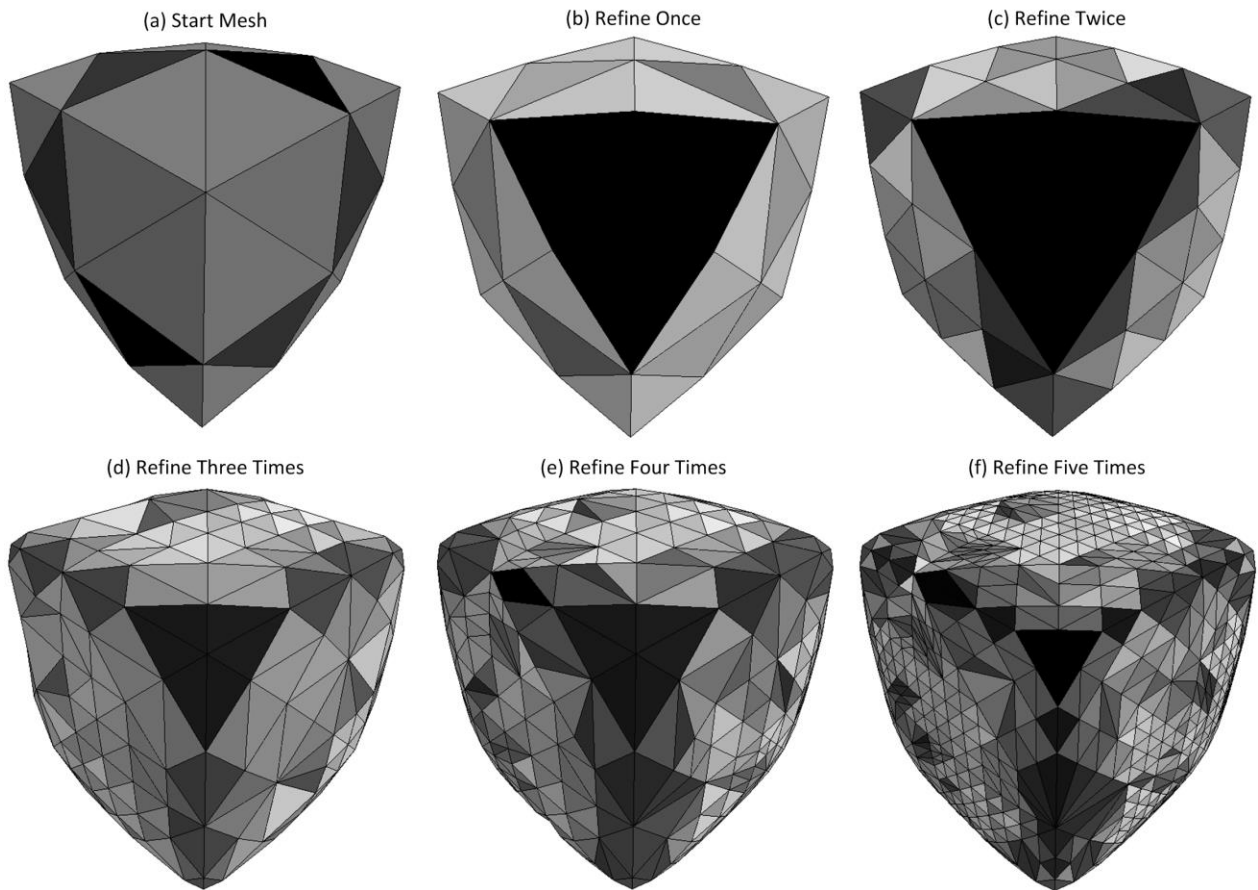 (a) Start Mesh
(b) Refine Once
(c) Refine Twice
(d) Refine Three Times
(e) Refine Four Times
(f) Refine Five Times